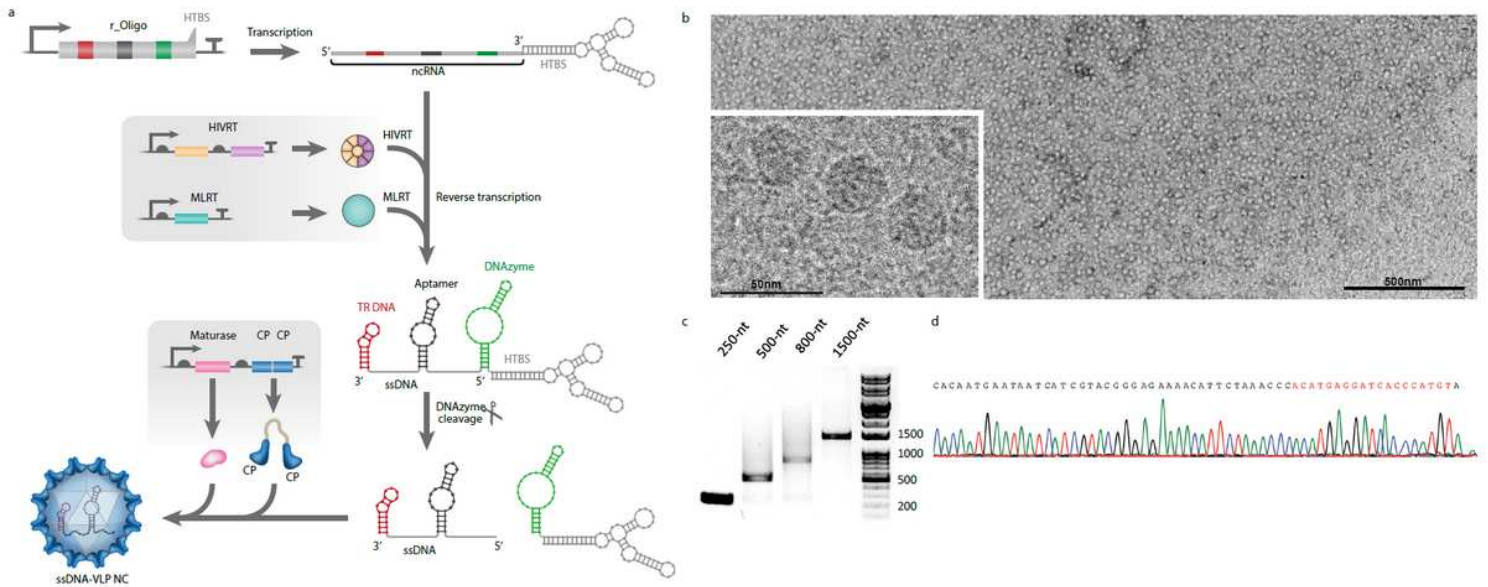 a
r_Oligo
HTBS
Transcription
5′
3′
HTBS
ncRNA
HIVRT
HIVRT
MLRT
MLRT
Reverse transcription
DNAzyme
Aptamer
TR DNA
HTBS
3′
ssDNA
5′
Maturase
CP CP
DNAzyme
cleavage
CP
CP
3′
ssDNA
5′
ssDNA-VLP NC
b
50nm
500nm
c
250-nt
500-nt
800-nt
1500-nt
1500
1000
500
200
d
CACAATGAATAATCATCGTACGGGAGAAAACATTCTAAACCCACATGAGGATCACCCATGTA